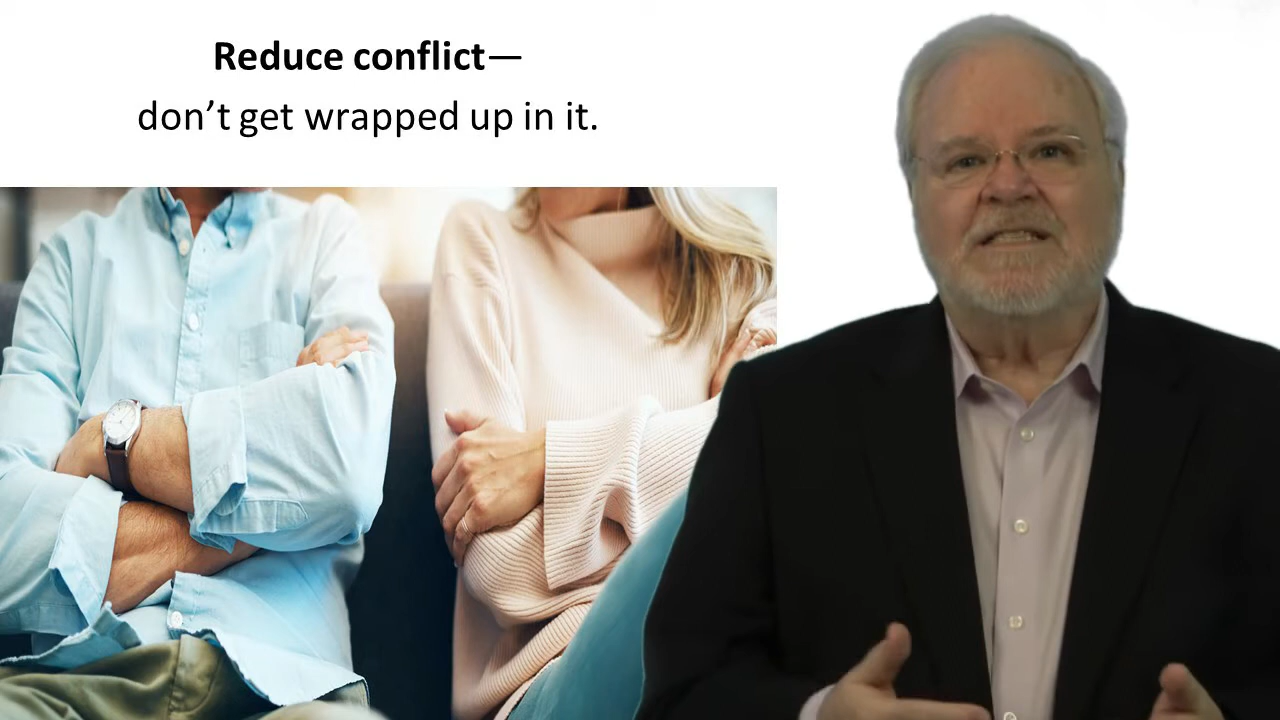 Reduce conflict—
don’t get wrapped up in it.